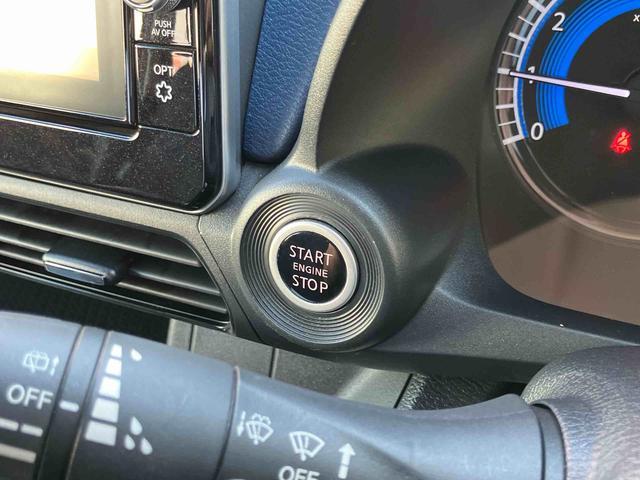 PUSH
AV OFF
OPT
2
1
0
x
START
ENGINE
STOP
OFF
OFF